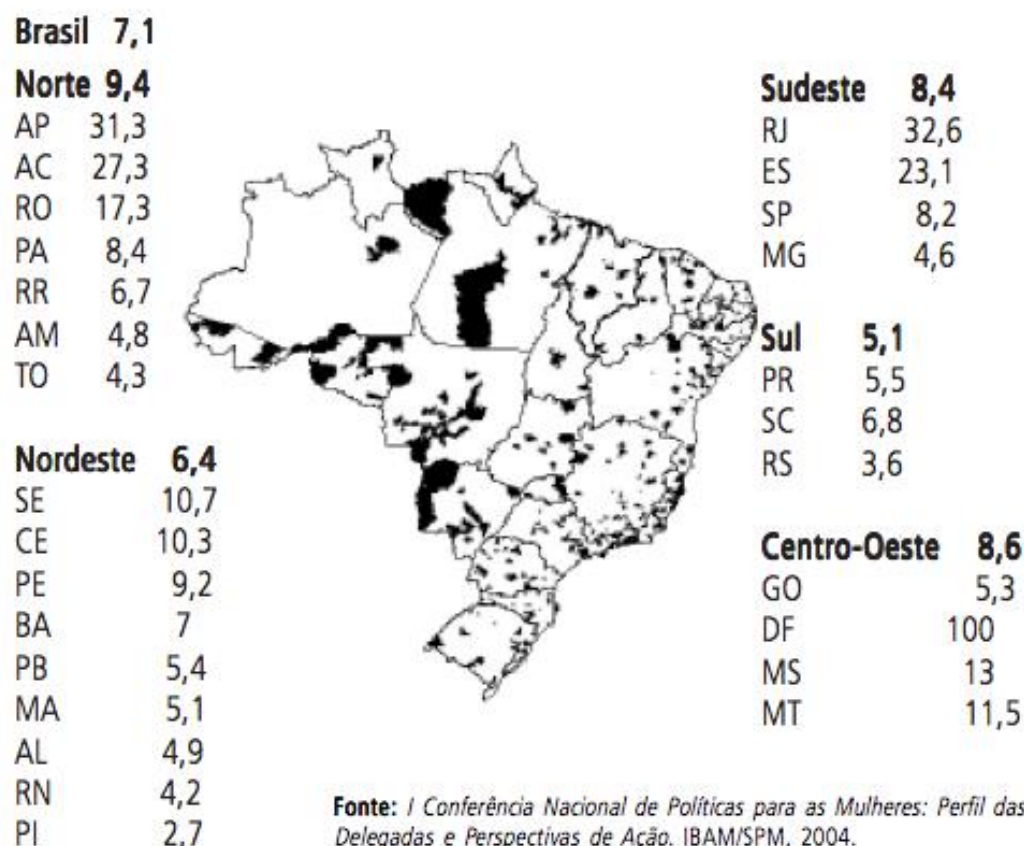 Brasil 7,1
Norte 9,4
AP 31,3
AC 27,3
RO 17,3
PA 8,4
RR 6,7
AM 4,8
TO 4,3
Nordeste 6,4
SE 10,7
CE 10,3
PE 9,2
BA 7
PB 5,4
MA 5,1
AL 4,9
RN 4,2
PI 2,7
Sudeste 8,4
RJ 32,6
ES 23,1
SP 8,2
MG 4,6
Sul 5,1
PR 5,5
SC 6,8
RS 3,6
Centro-Oeste 8,6
GO 5,3
DF 100
MS 13
MT 11,5
Fonte: I Conferência Nacional de Políticas para as Mulheres: Perfil das
Delegadas e Perspectivas de Ação. IBAM/SPM, 2004.